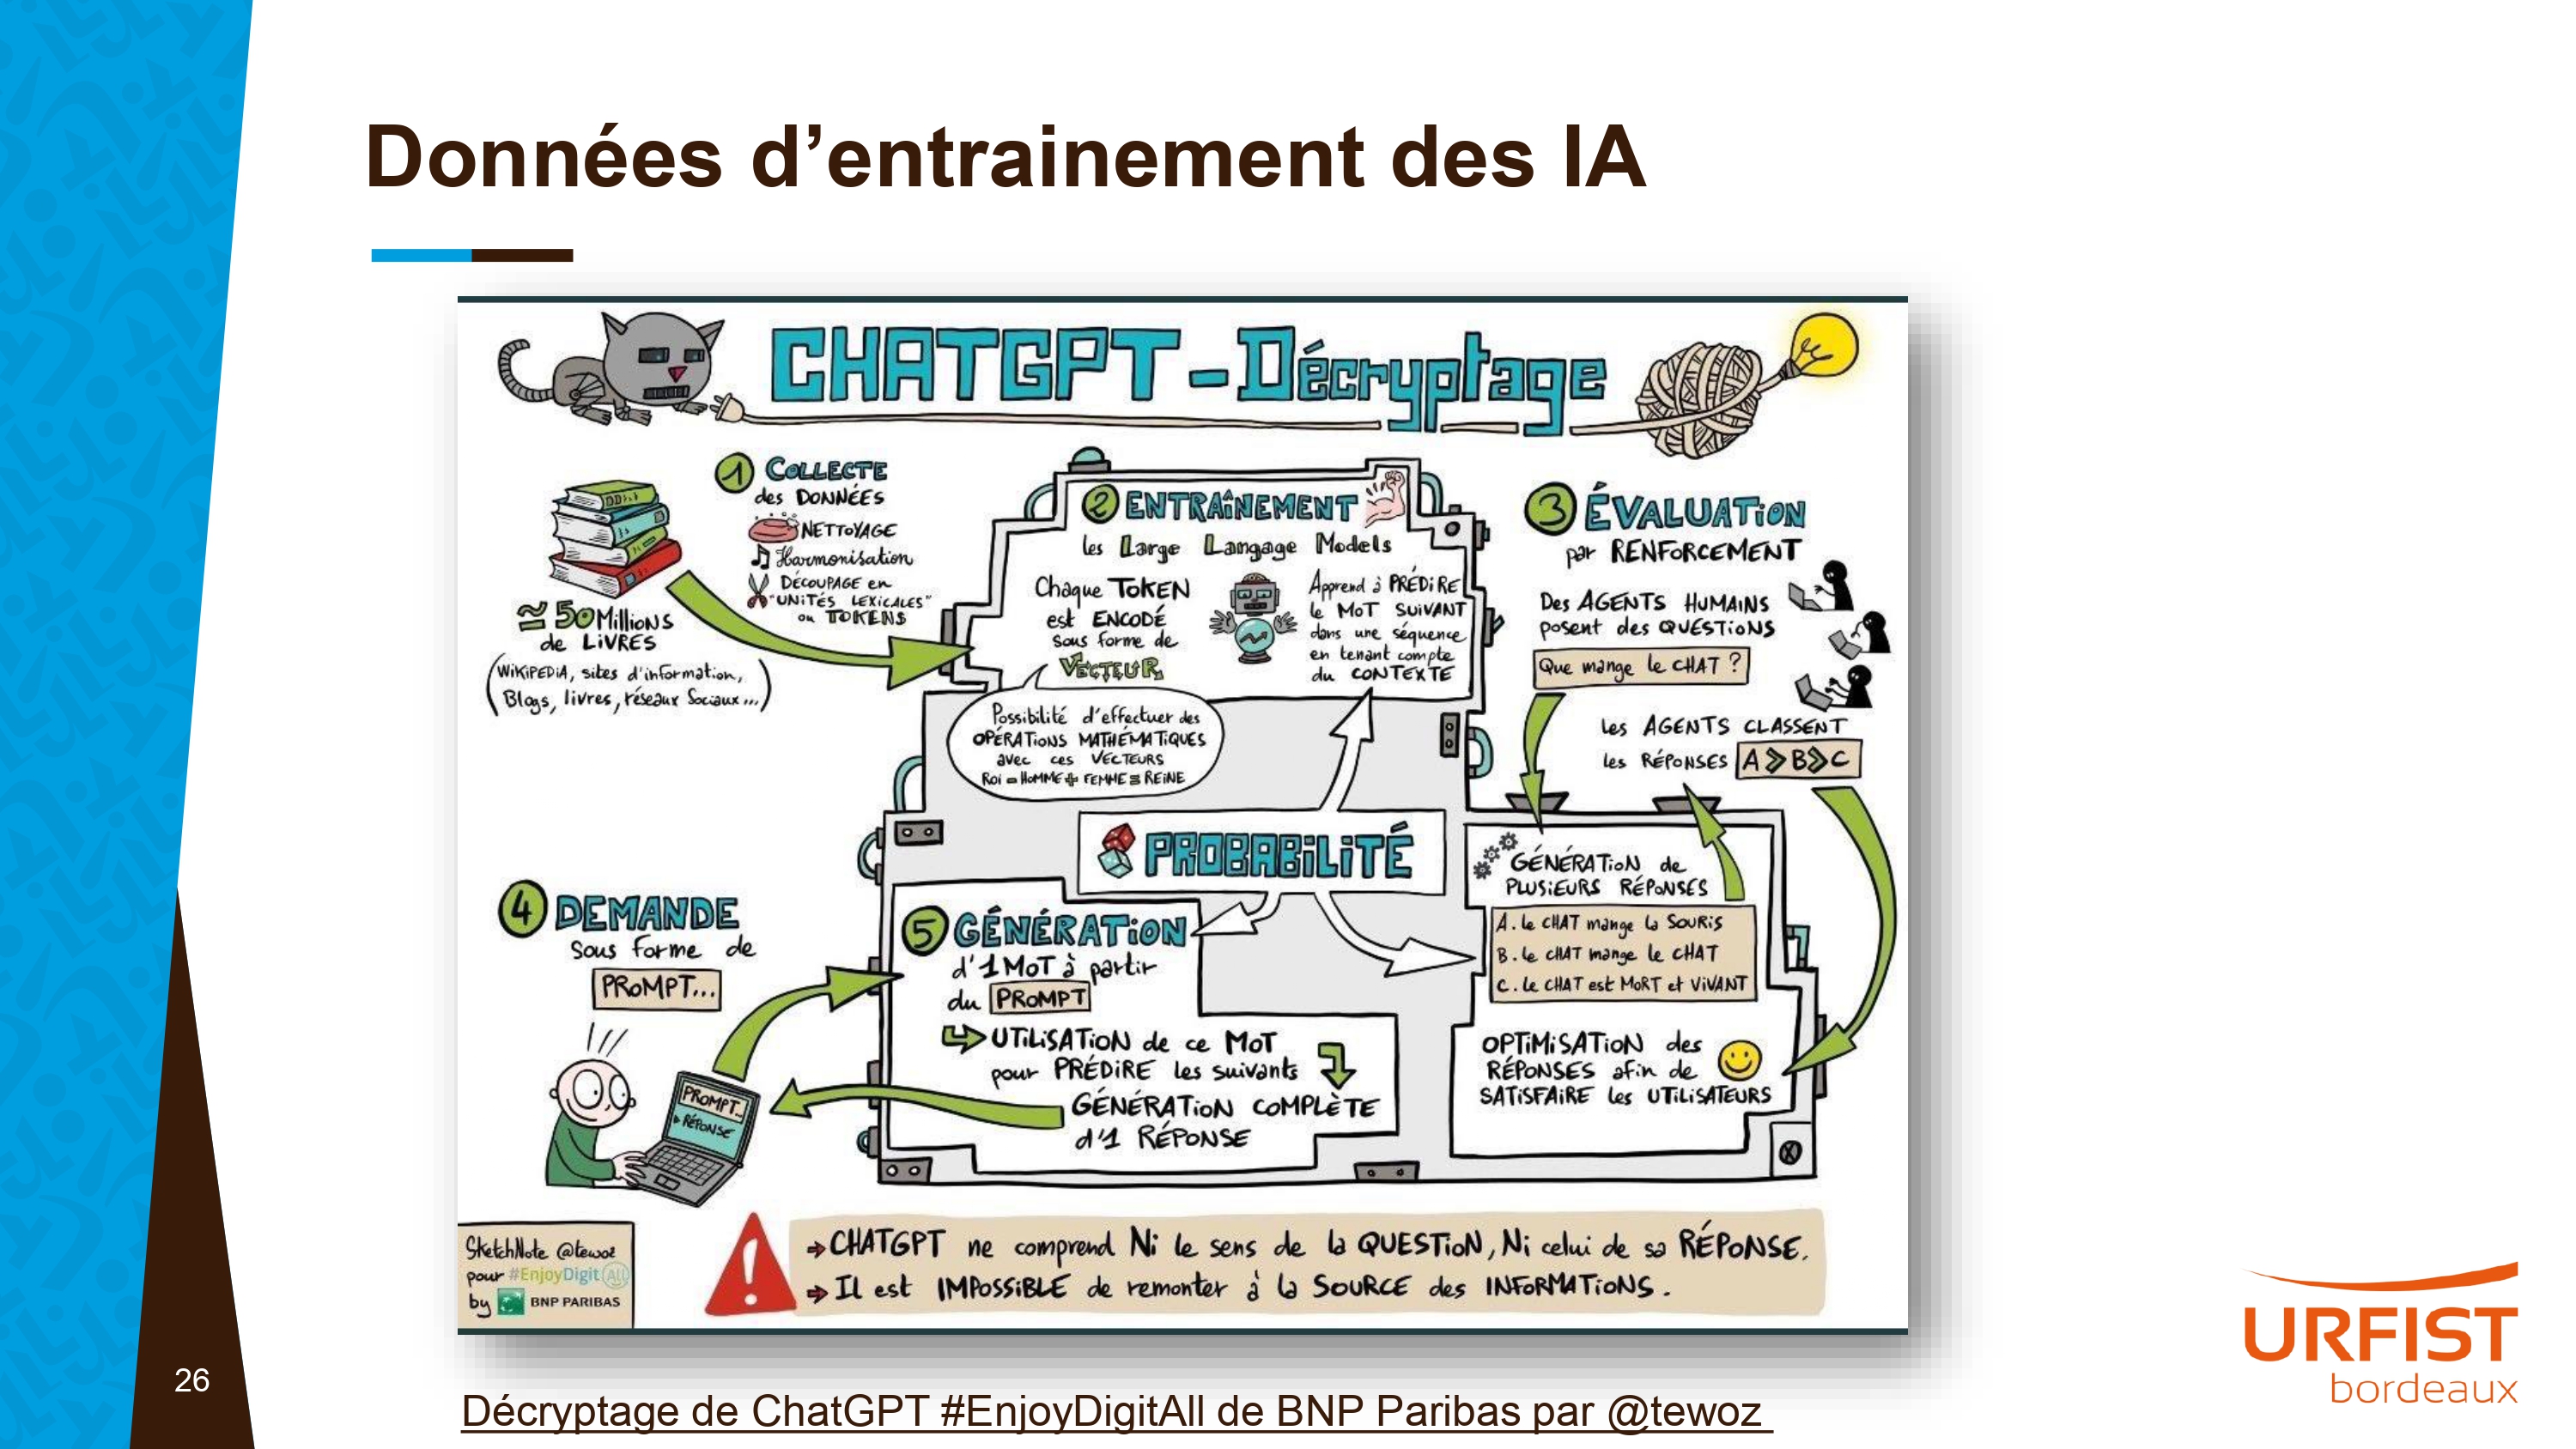 Données d’entrainement des IA
CHATGPT - Décryptage
1 COLLECTE
des DONNÉES
NETTOYAGE
Harmonisation
DÉCOUPAGE en
"UNITÉS LEXICALES"
ou TOKENS
≃ 50 Millions
de LIVRES
(WIKIPEDIA, sites d'information,
Blogs, livres, réseaux Sociaux...)
2 ENTRAÎNEMENT
les Large Langage Models
Chaque TOKEN
est ENCODÉ
sous forme de
VECTEUR
Apprend à PRÉDIRE
le MOT SUIVANT
dans une séquence
en tenant compte
du CONTEXTE
Possibilité d'effectuer des
OPÉRATIONS MATHÉMATIQUES
avec ces VECTEURS
ROI - HOMME + FEMME = REINE
3 ÉVALUATION
par RENFORCEMENT
Des AGENTS HUMAINS
posent des QUESTIONS
Que mange le CHAT ?
les AGENTS CLASSENT
les RÉPONSES A > B > C
PROBABILITÉ
GÉNÉRATION de
PLUSIEURS RÉPONSES
A. le CHAT mange la SOURIS
B. le CHAT mange le CHAT
C. le CHAT est MORT et VIVANT
OPTIMISATION des
RÉPONSES afin de
SATISFAIRE les UTILISATEURS
4 DEMANDE
sous forme de
PROMPT...
PROMPT...
RÉPONSE
5 GÉNÉRATION
d'1 MOT à partir
du PROMPT
UTILISATION de ce MOT
pour PRÉDIRE les suivants
GÉNÉRATION COMPLÈTE
d'1 RÉPONSE
SketchNote @tewoz
pour #EnjoyDigitAll
by BNP PARIBAS
! → CHATGPT ne comprend Ni le sens de la QUESTION, Ni celui de sa RÉPONSE.
→ Il est IMPOSSIBLE de remonter à la SOURCE des INFORMATIONS.
26
Décryptage de ChatGPT #EnjoyDigitAll de BNP Paribas par @tewoz
URFIST
bordeaux